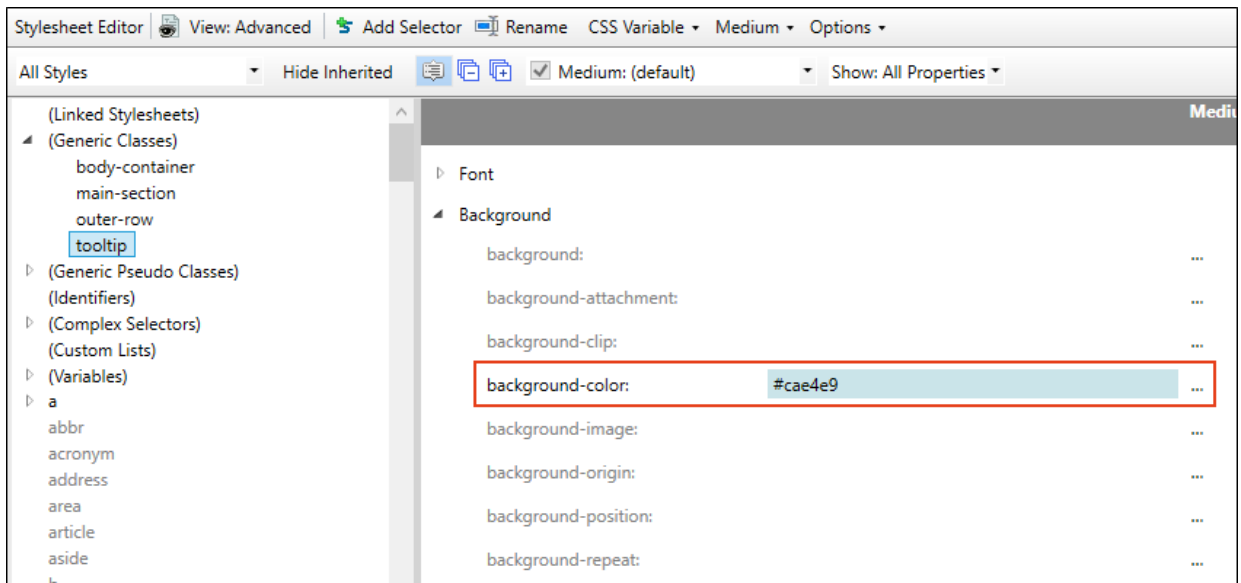 Stylesheet Editor View: Advanced Add Selector Rename CSS Variable Medium Options
All Styles Hide Inherited Medium: (default) Show: All Properties
(Linked Stylesheets)
(Generic Classes)
body-container
main-section
outer-row
tooltip
(Generic Pseudo Classes)
(Identifiers)
(Complex Selectors)
(Custom Lists)
(Variables)
a
abbr
acronym
address
area
article
aside
Mediu
Font
Background
background: ...
background-attachment: ...
background-clip: ...
background-color: #cae4e9 ...
background-image: ...
background-origin: ...
background-position: ...
background-repeat: ...